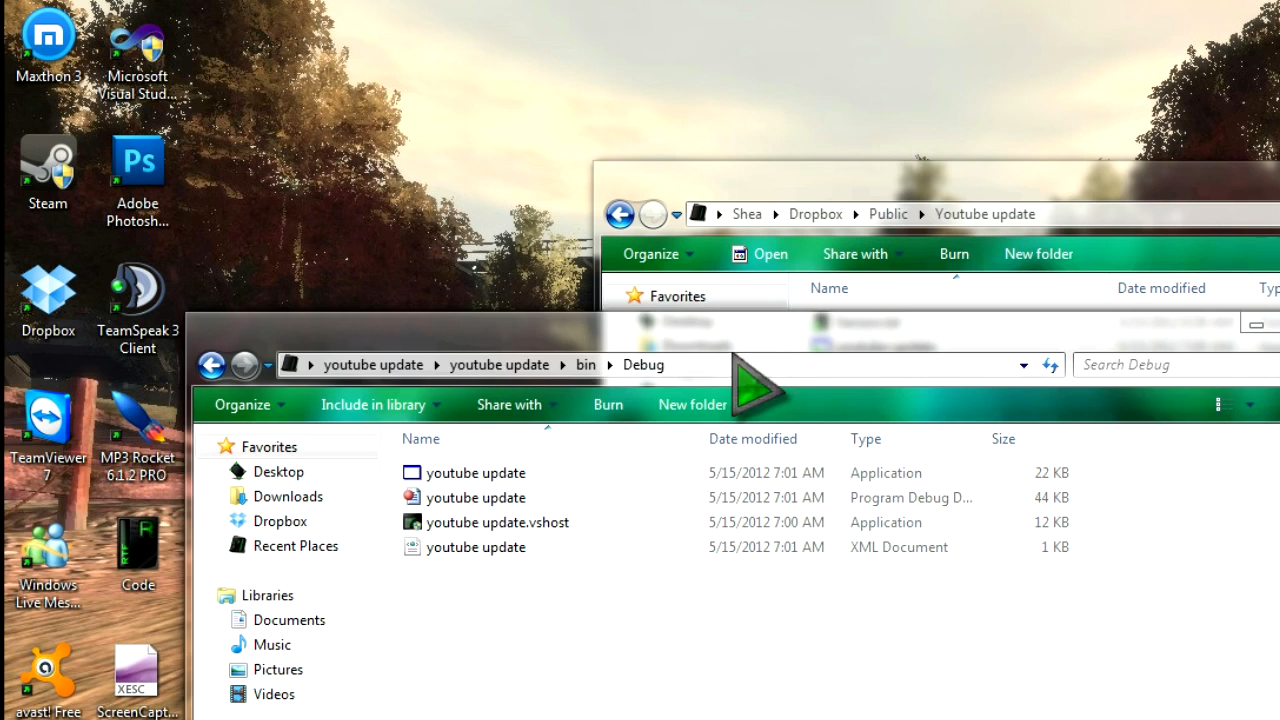 Maxthon 3
Microsoft
Visual Stud...
Steam
Ps
Adobe
Photosh...
Dropbox
TeamSpeak 3
Client
TeamViewer
7
MP3 Rocket
6.1.2 PRO
Windows
Live Mes...
R
RTF
Code
avast! Free
XESC
ScreenCapt...
Shea Dropbox Public Youtube update
Organize Open Share with Burn New folder
Favorites Name Date modified
youtube update youtube update bin Debug Search Debug
Organize Include in library Share with Burn New folder
Favorites
Desktop
Downloads
Dropbox
Recent Places
Libraries
Documents
Music
Pictures
Videos
Name Date modified Type Size
youtube update 5/15/2012 7:01 AM Application 22 KB
youtube update 5/15/2012 7:01 AM Program Debug D... 44 KB
youtube update.vshost 5/15/2012 7:00 AM Application 12 KB
youtube update 5/15/2012 7:01 AM XML Document 1 KB